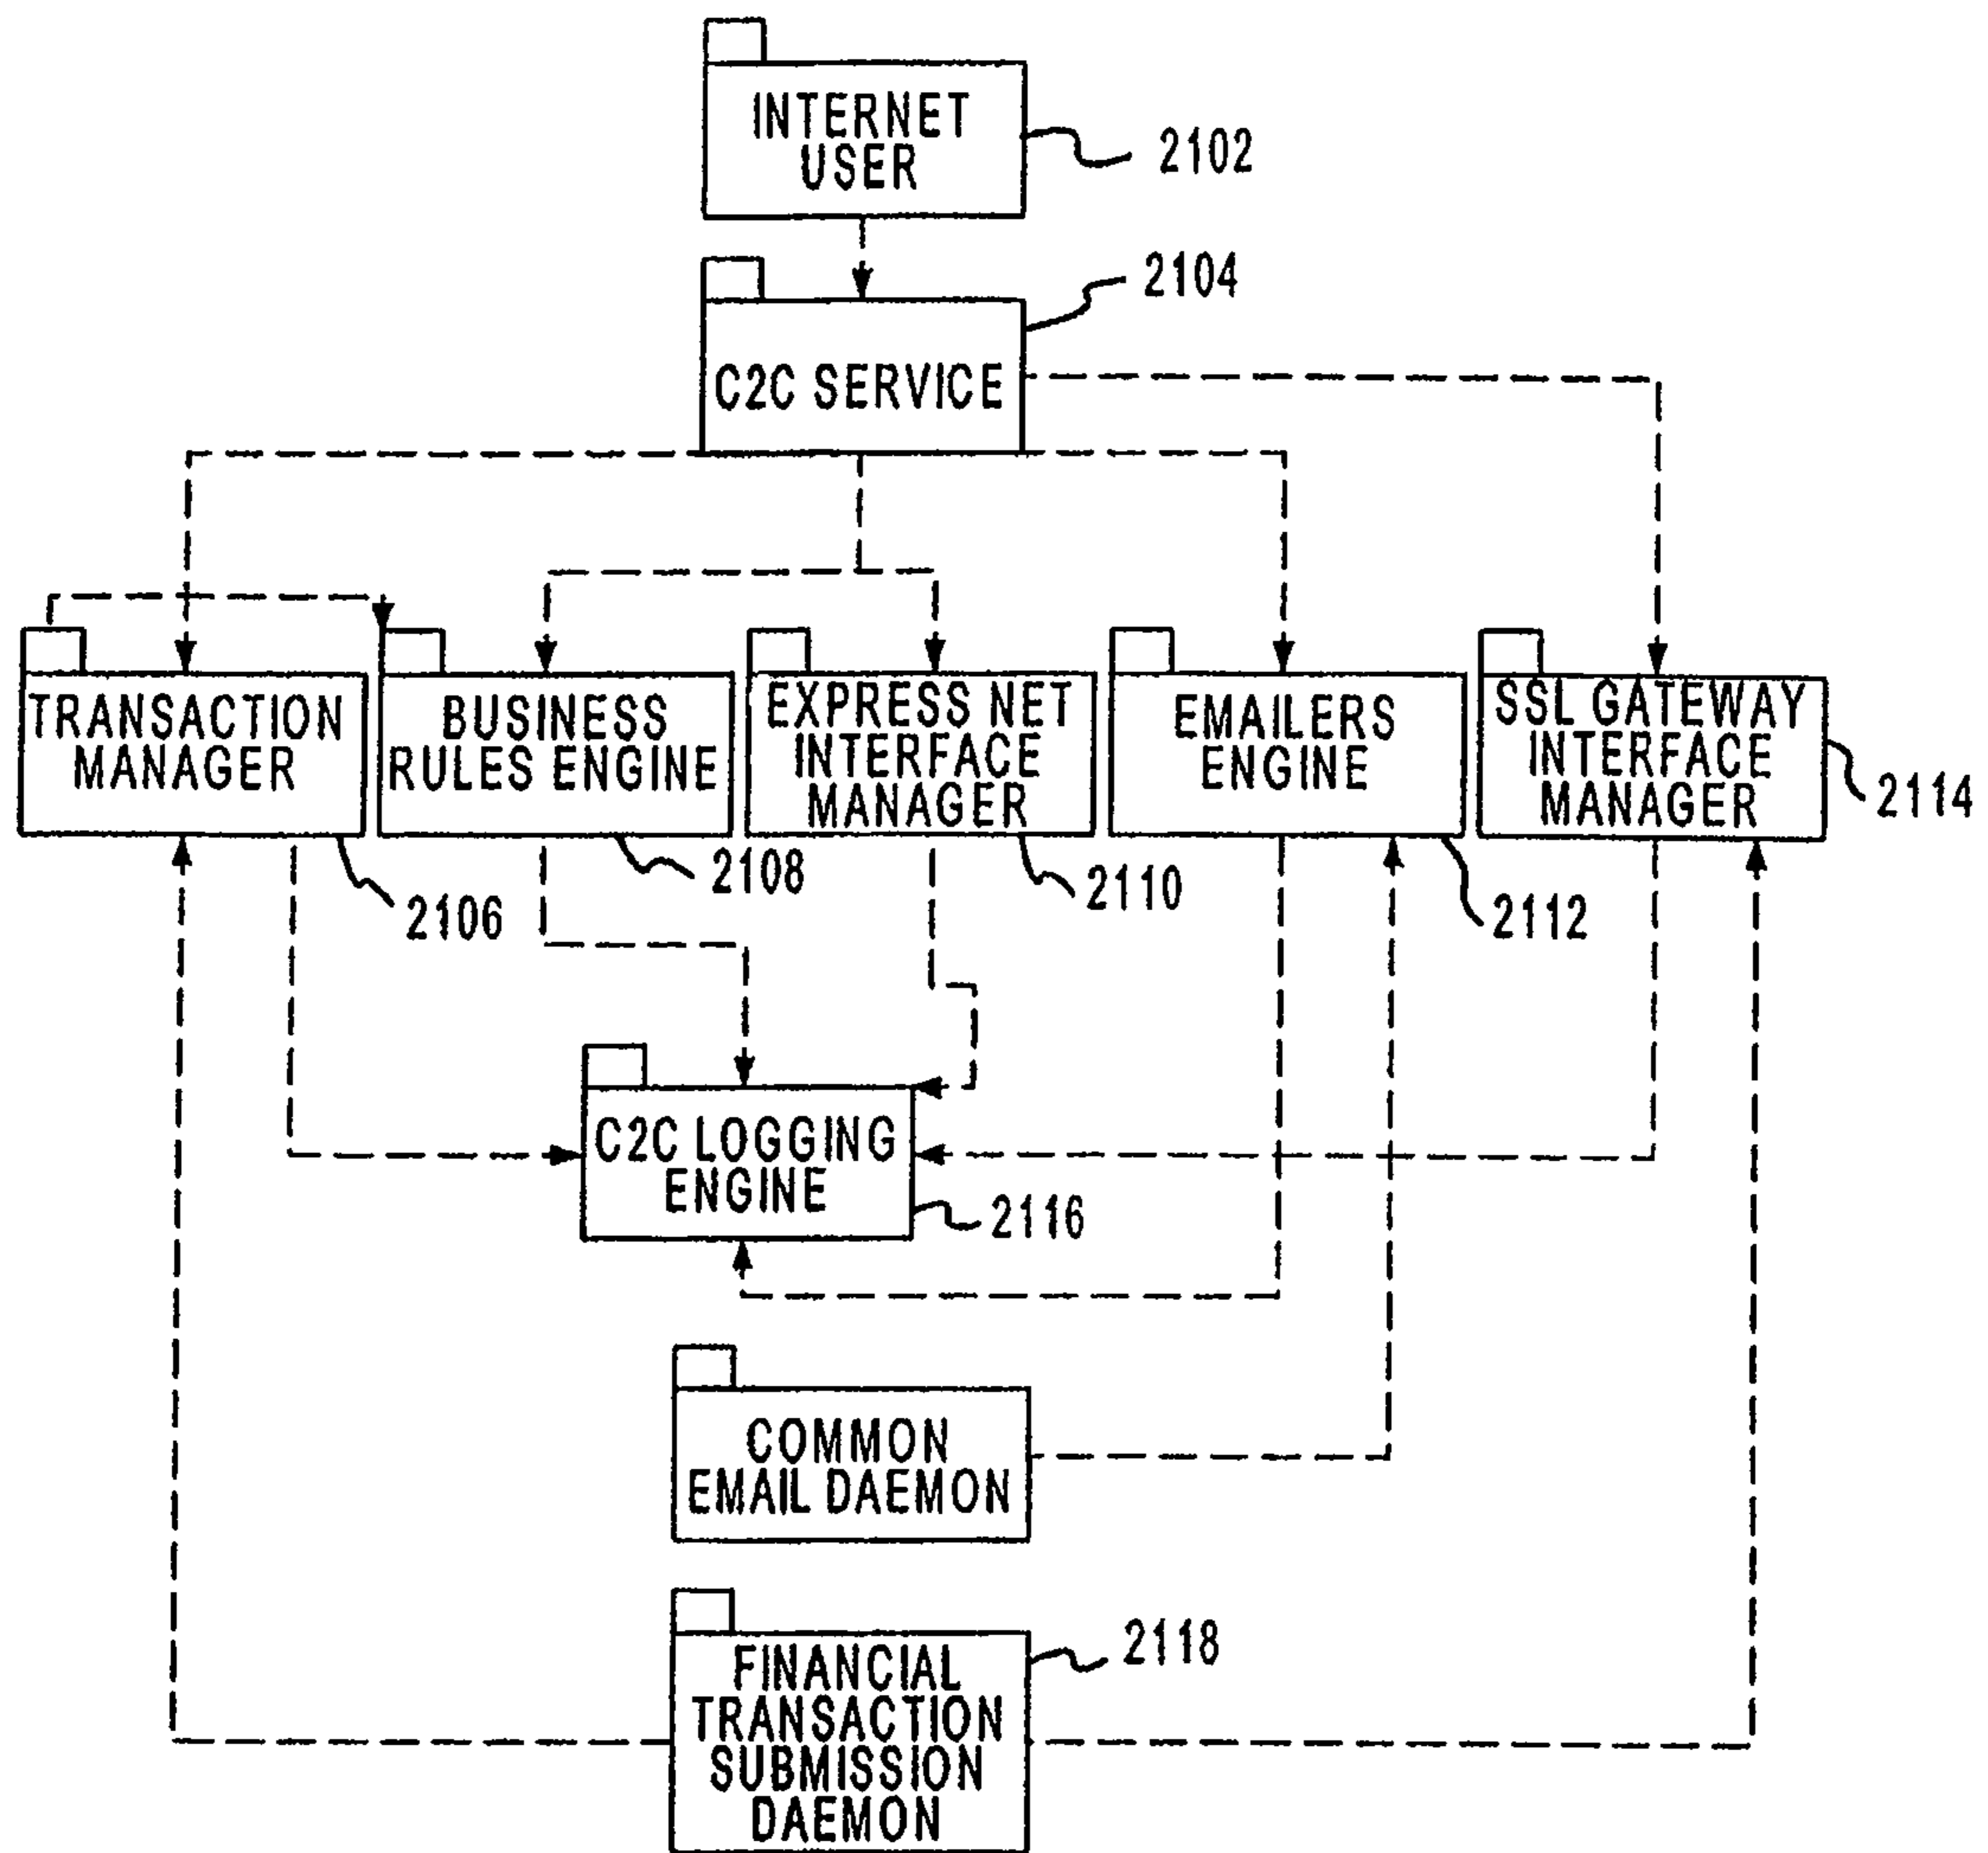 INTERNET
USER
2102
2104
C2C SERVICE
TRANSACTION
MANAGER
BUSINESS
RULES ENGINE
EXPRESS NET
INTERFACE
MANAGER
EMAILERS
ENGINE
SSL GATEWAY
INTERFACE
MANAGER
2114
2106
2108
2110
2112
C2C LOGGING
ENGINE
2116
COMMON
EMAIL DAEMON
2118
FINANCIAL
TRANSACTION
SUBMISSION
DAEMON